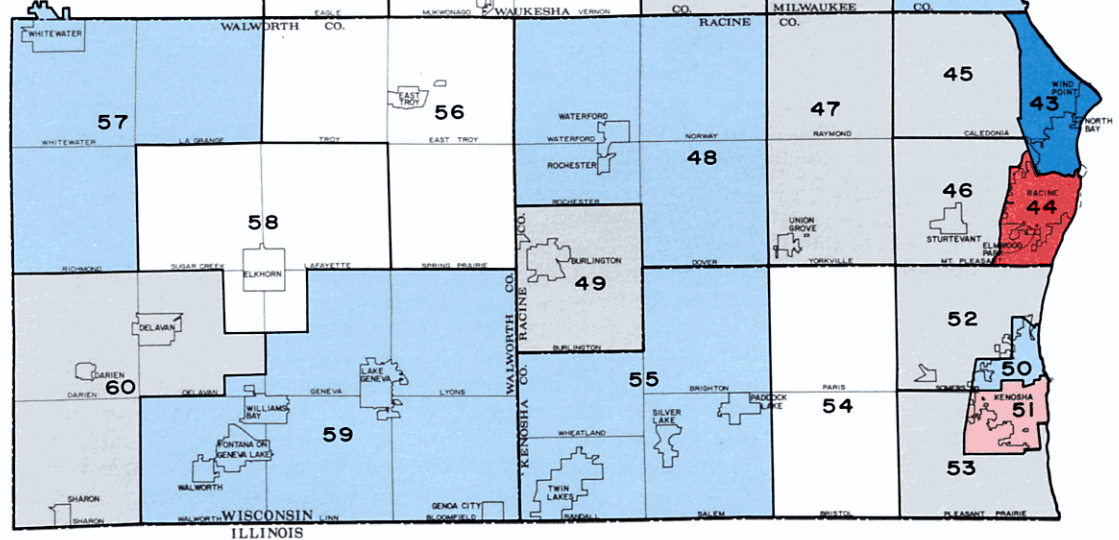 EAGLE
MUKWONAGO
WAUKESHA
VERNON
CO.
MILWAUKEE
CO.
WHITEWATER
WALWORTH CO.
RACINE CO.
45
WIND
POINT
43
EAST
TROY
56
47
57
WATERFORD
NORTH
BAY
WHITEWATER
LA GRANGE
TROY
EAST TROY
WATERFORD
NORWAY
RAYMOND
CALEDONIA
48
ROCHESTER
46
RACINE
44
ROCHESTER
58
UNION
GROVE
STURTEVANT
ELMWOOD
PARK
RICHMOND
SUGAR CREEK
ELKHORN
LAFAYETTE
SPRING PRAIRIE
BURLINGTON
DOVER
YORKVILLE
MT. PLEASANT
49
WALWORTH CO.
RACINE CO.
DELAVAN
52
BURLINGTON
LAKE
GENEVA
50
DARIEN
60
55
DARIEN
DELAVAN
GENEVA
LYONS
BRIGHTON
PARIS
SOMERS
KENOSHA CO.
PADDOCK
LAKE
KENOSHA
51
54
WILLIAMS
BAY
SILVER
LAKE
59
WHEATLAND
FONTANA ON
GENEVA LAKE
53
WALWORTH
TWIN
LAKES
SHARON
GENOA CITY
SHARON
WALWORTH
WISCONSIN
LINN
BLOOMFIELD
RANDALL
SALEM
BRISTOL
PLEASANT PRAIRIE
ILLINOIS